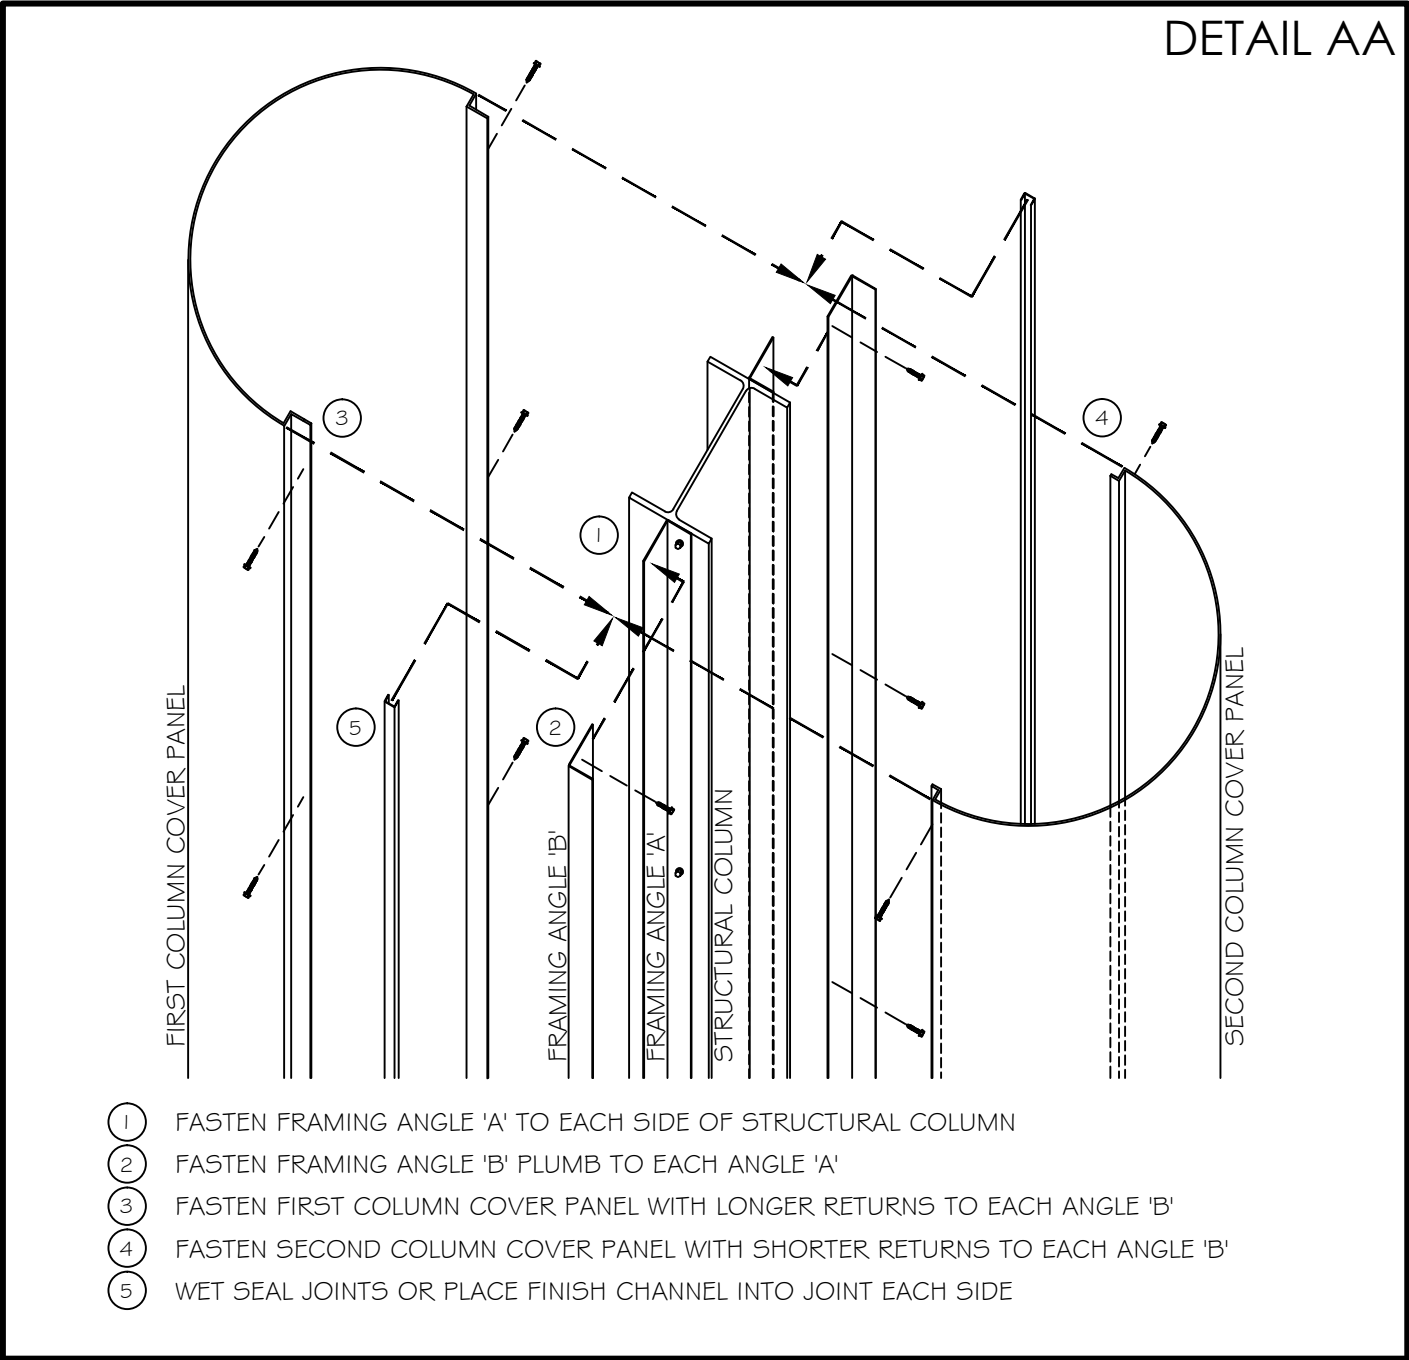 DETAIL AA
3
4
1
5
2
FIRST COLUMN COVER PANEL
FRAMING ANGLE 'B'
FRAMING ANGLE 'A'
STRUCTURAL COLUMN
SECOND COLUMN COVER PANEL
1 FASTEN FRAMING ANGLE 'A' TO EACH SIDE OF STRUCTURAL COLUMN
2 FASTEN FRAMING ANGLE 'B' PLUMB TO EACH ANGLE 'A'
3 FASTEN FIRST COLUMN COVER PANEL WITH LONGER RETURNS TO EACH ANGLE 'B'
4 FASTEN SECOND COLUMN COVER PANEL WITH SHORTER RETURNS TO EACH ANGLE 'B'
5 WET SEAL JOINTS OR PLACE FINISH CHANNEL INTO JOINT EACH SIDE